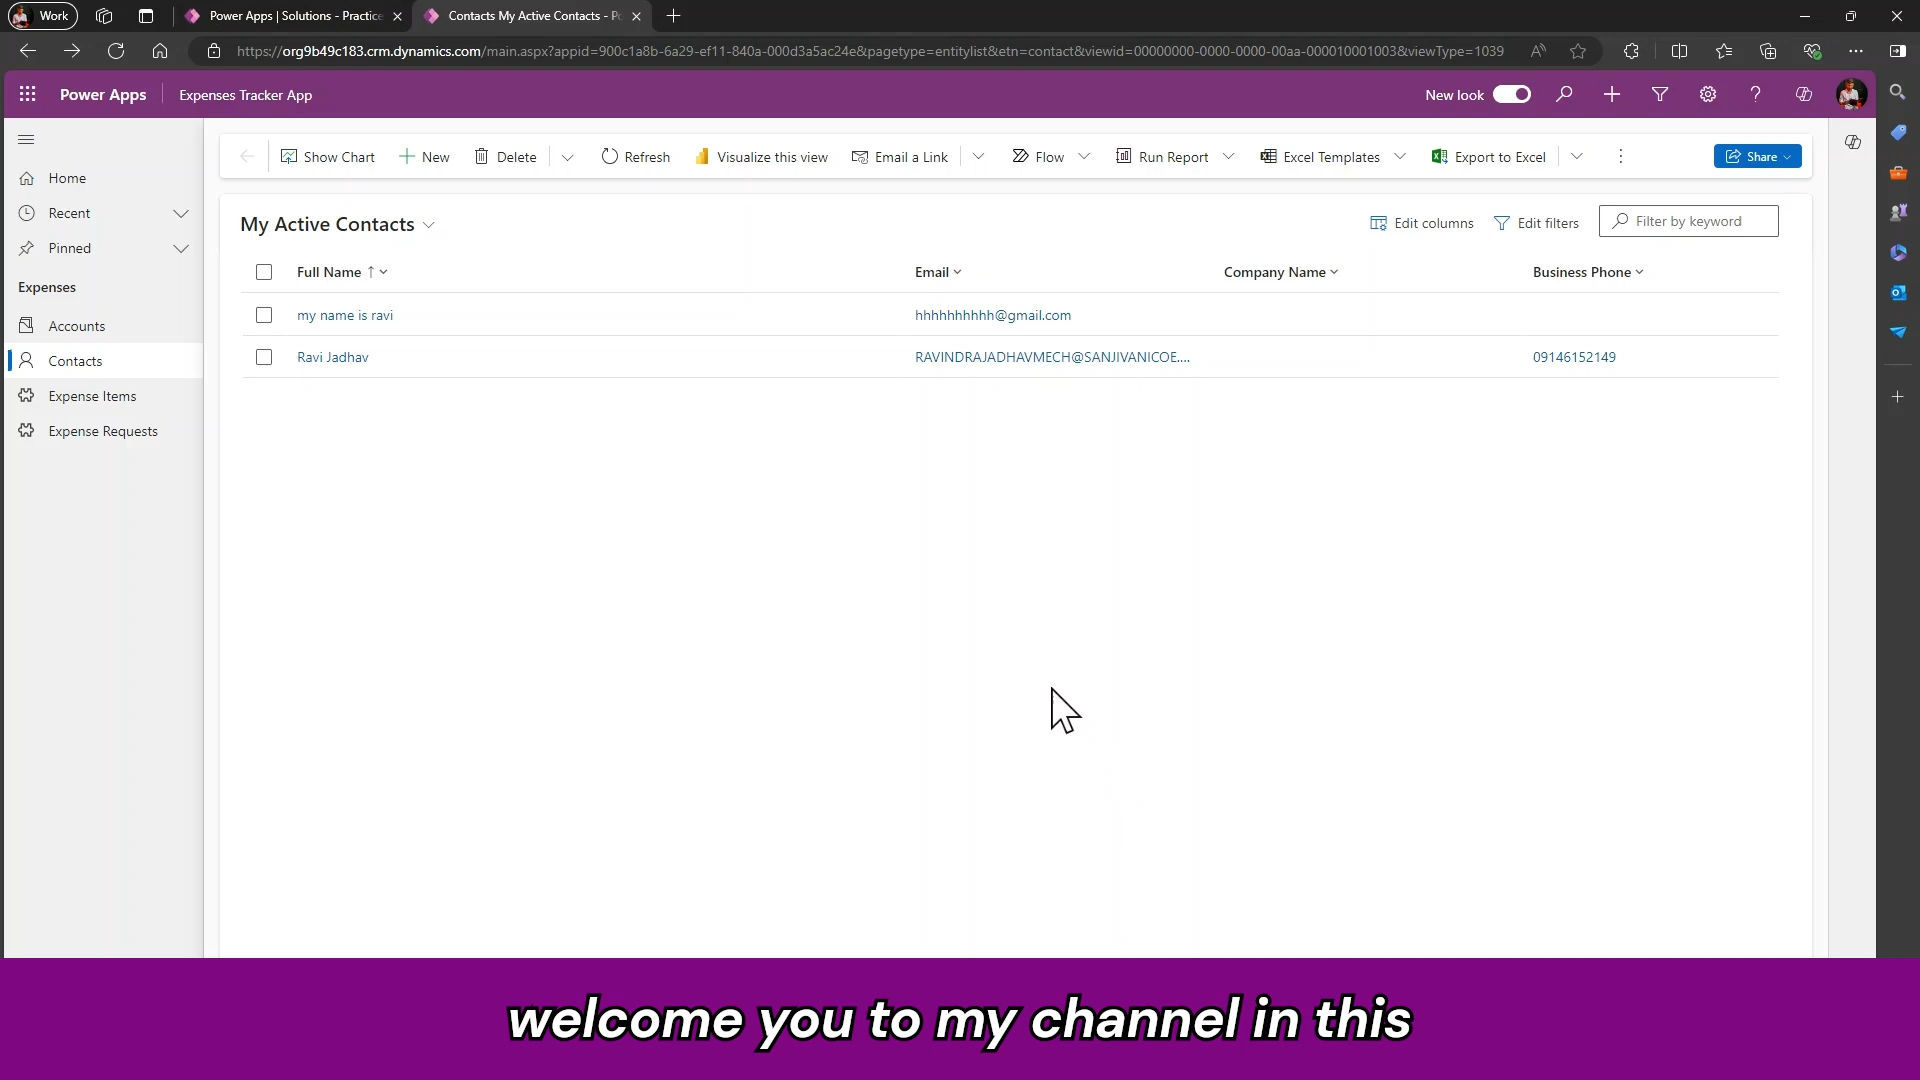 Work
Power Apps | Solutions - Practice
Contacts My Active Contacts - Po
https://org9b49c183.crm.dynamics.com/main.aspx?appid=900c1a8b-6a29-ef11-840a-000d3a5ac24e&pagetype=entitylist&etn=contact&viewid=00000000-0000-0000-00aa-000010001003&viewType=1039
Power Apps
Expenses Tracker App
New look
Show Chart
New
Delete
Refresh
Visualize this view
Email a Link
Flow
Run Report
Excel Templates
Export to Excel
Share
Home
Recent
Pinned
Expenses
Accounts
Contacts
Expense Items
Expense Requests
My Active Contacts
Edit columns
Edit filters
Filter by keyword
Full Name
Email
Company Name
Business Phone
my name is ravi
hhhhhhhhhh@gmail.com
Ravi Jadhav
RAVINDRAJADHAVMECH@SANJIVANICOE....
09146152149
welcome you to my channel in this